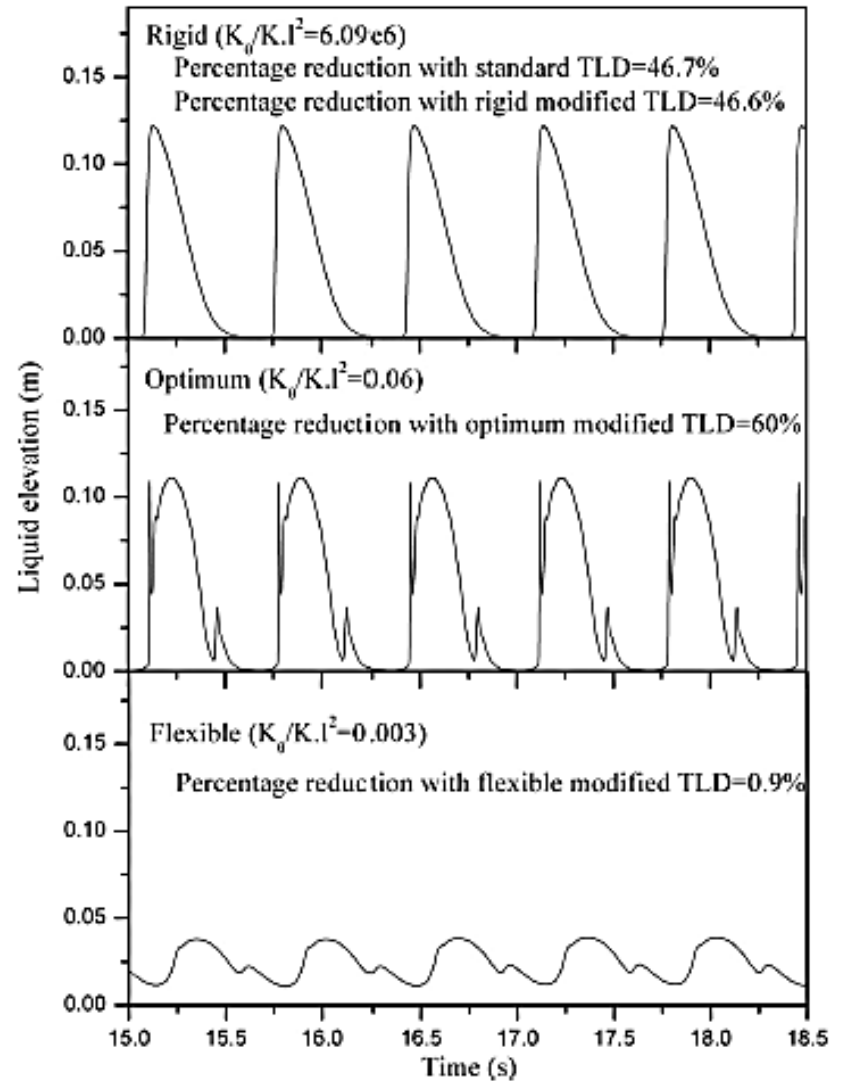 Rigid (K₀/K.l²=6.09e6)
Percentage reduction with standard TLD=46.7%
Percentage reduction with rigid modified TLD=46.6%
0.15
0.10
0.05
0.00
Optimum (K₀/K.l²=0.06)
Percentage reduction with optimum modified TLD=60%
0.15
0.10
0.05
0.00
Liquid elevation (m)
Flexible (K₀/K.l²=0.003)
Percentage reduction with flexible modified TLD=0.9%
0.15
0.10
0.05
0.00
15.0 15.5 16.0 16.5 17.0 17.5 18.0 18.5
Time (s)